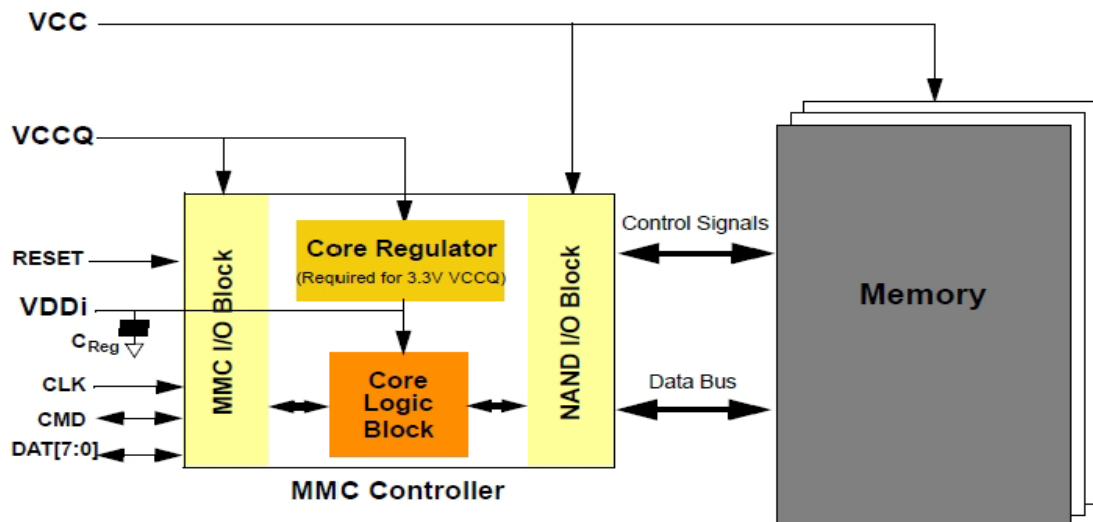 VCC
VCCQ
RESET
VDDi
C Reg
CLK
CMD
DAT[7:0]
MMC I/O Block
Core Regulator
(Required for 3.3V VCCQ)
Core
Logic
Block
NAND I/O Block
MMC Controller
Control Signals
Data Bus
Memory